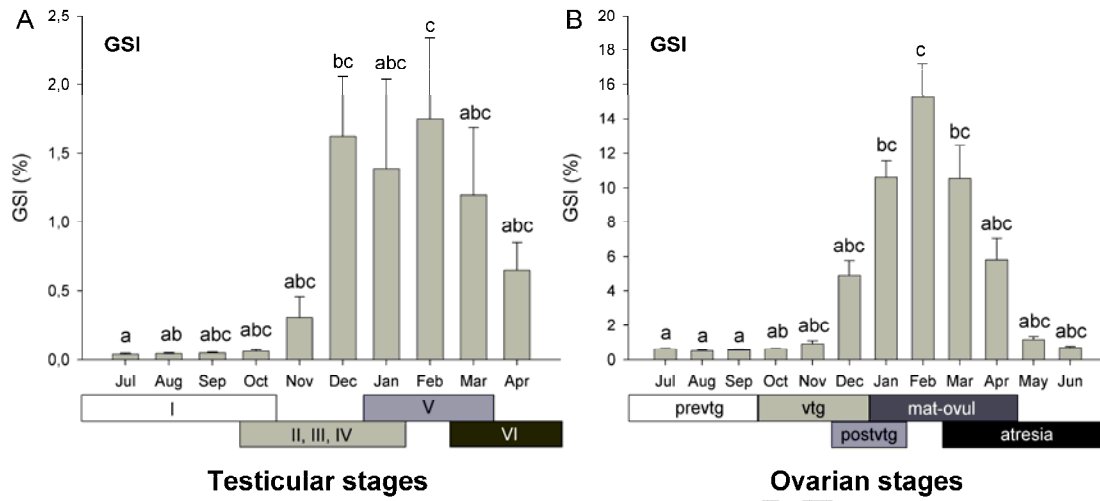 A
GSI
GSI (%)
2,5
2,0
1,5
1,0
0,5
0,0
a
ab
abc
abc
abc
bc
abc
c
abc
abc
Jul Aug Sep Oct Nov Dec Jan Feb Mar Apr
I
V
II, III, IV
VI
Testicular stages
B
GSI
GSI (%)
20
18
16
14
12
10
8
6
4
2
0
a
a
a
ab
abc
abc
bc
c
bc
abc
abc
abc
Jul Aug Sep Oct Nov Dec Jan Feb Mar Apr May Jun
prevtg
vtg
mat-ovul
postvtg
atresia
Ovarian stages